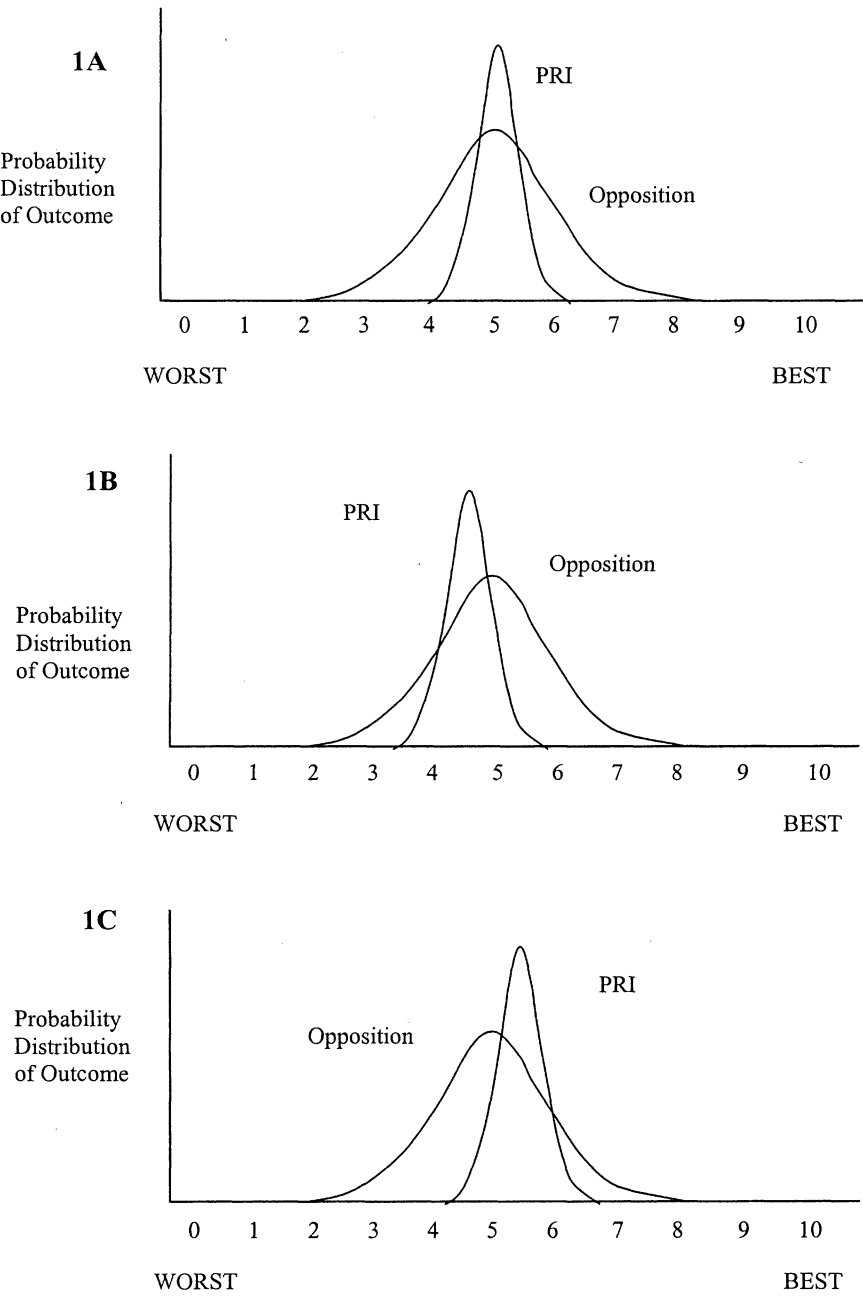 1A
PRI
Probability
Distribution
of Outcome
Opposition
0 1 2 3 4 5 6 7 8 9 10
WORST BEST
1B
PRI
Opposition
Probability
Distribution
of Outcome
0 1 2 3 4 5 6 7 8 9 10
WORST BEST
1C
PRI
Probability
Distribution
of Outcome
Opposition
0 1 2 3 4 5 6 7 8 9 10
WORST BEST